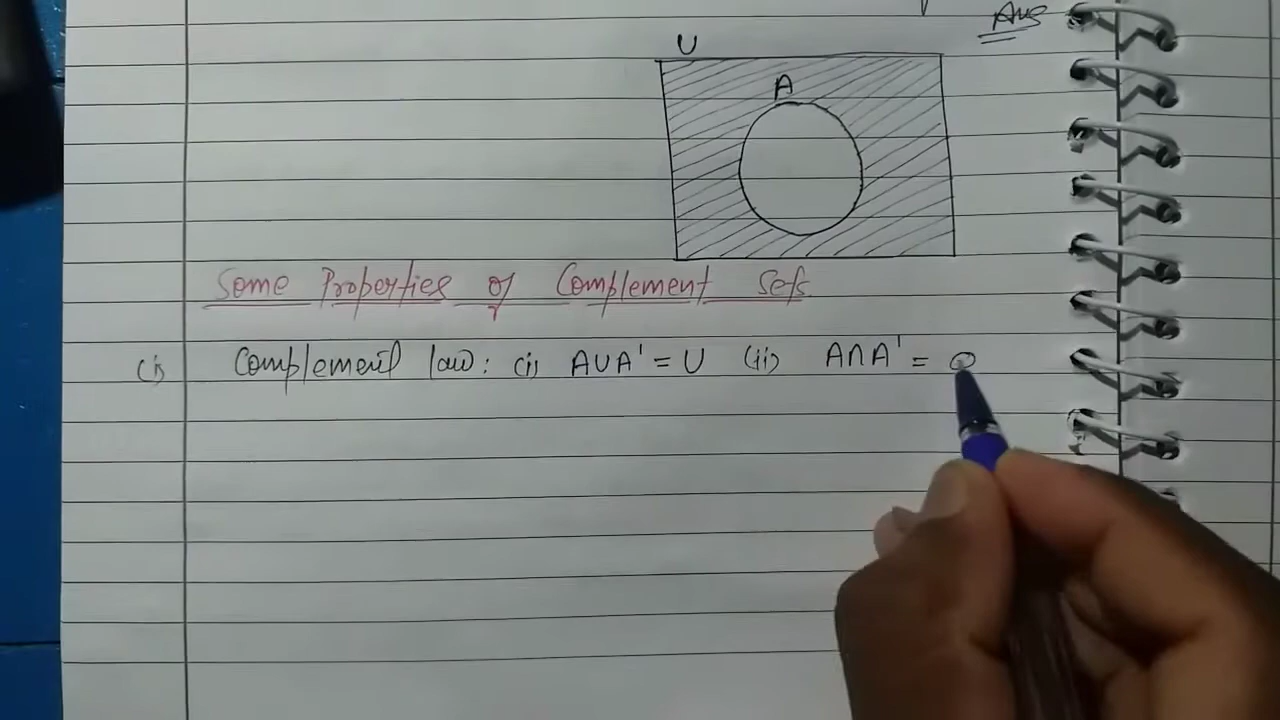 Ans
U
A
Some Properties of Complement Sets
(i) Complement law: (i) A∪A' = U (ii) A∩A' =